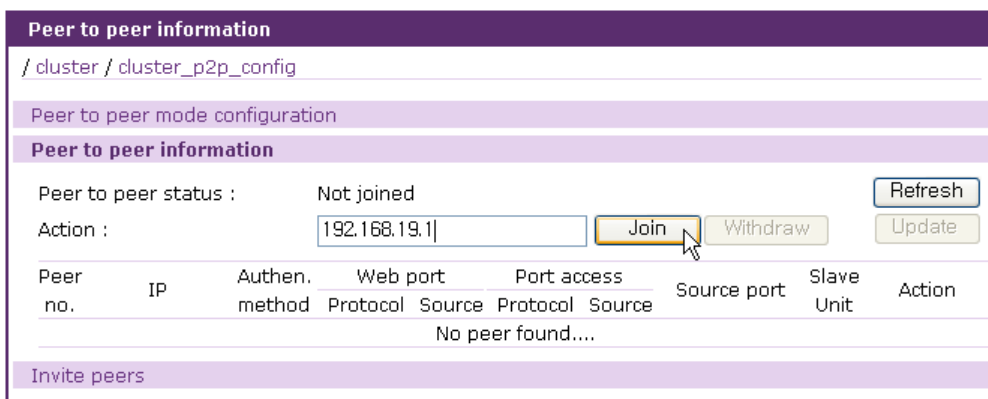 Peer to peer information
/ cluster / cluster_p2p_config
Peer to peer mode configuration
Peer to peer information
Peer to peer status : Not joined Refresh
Action : 192.168.19.1 Join Withdraw Update
Peer Authen. Web port Port access Slave
IP Source port Action
no. method Protocol Source Protocol Source Unit
No peer found....
Invite peers